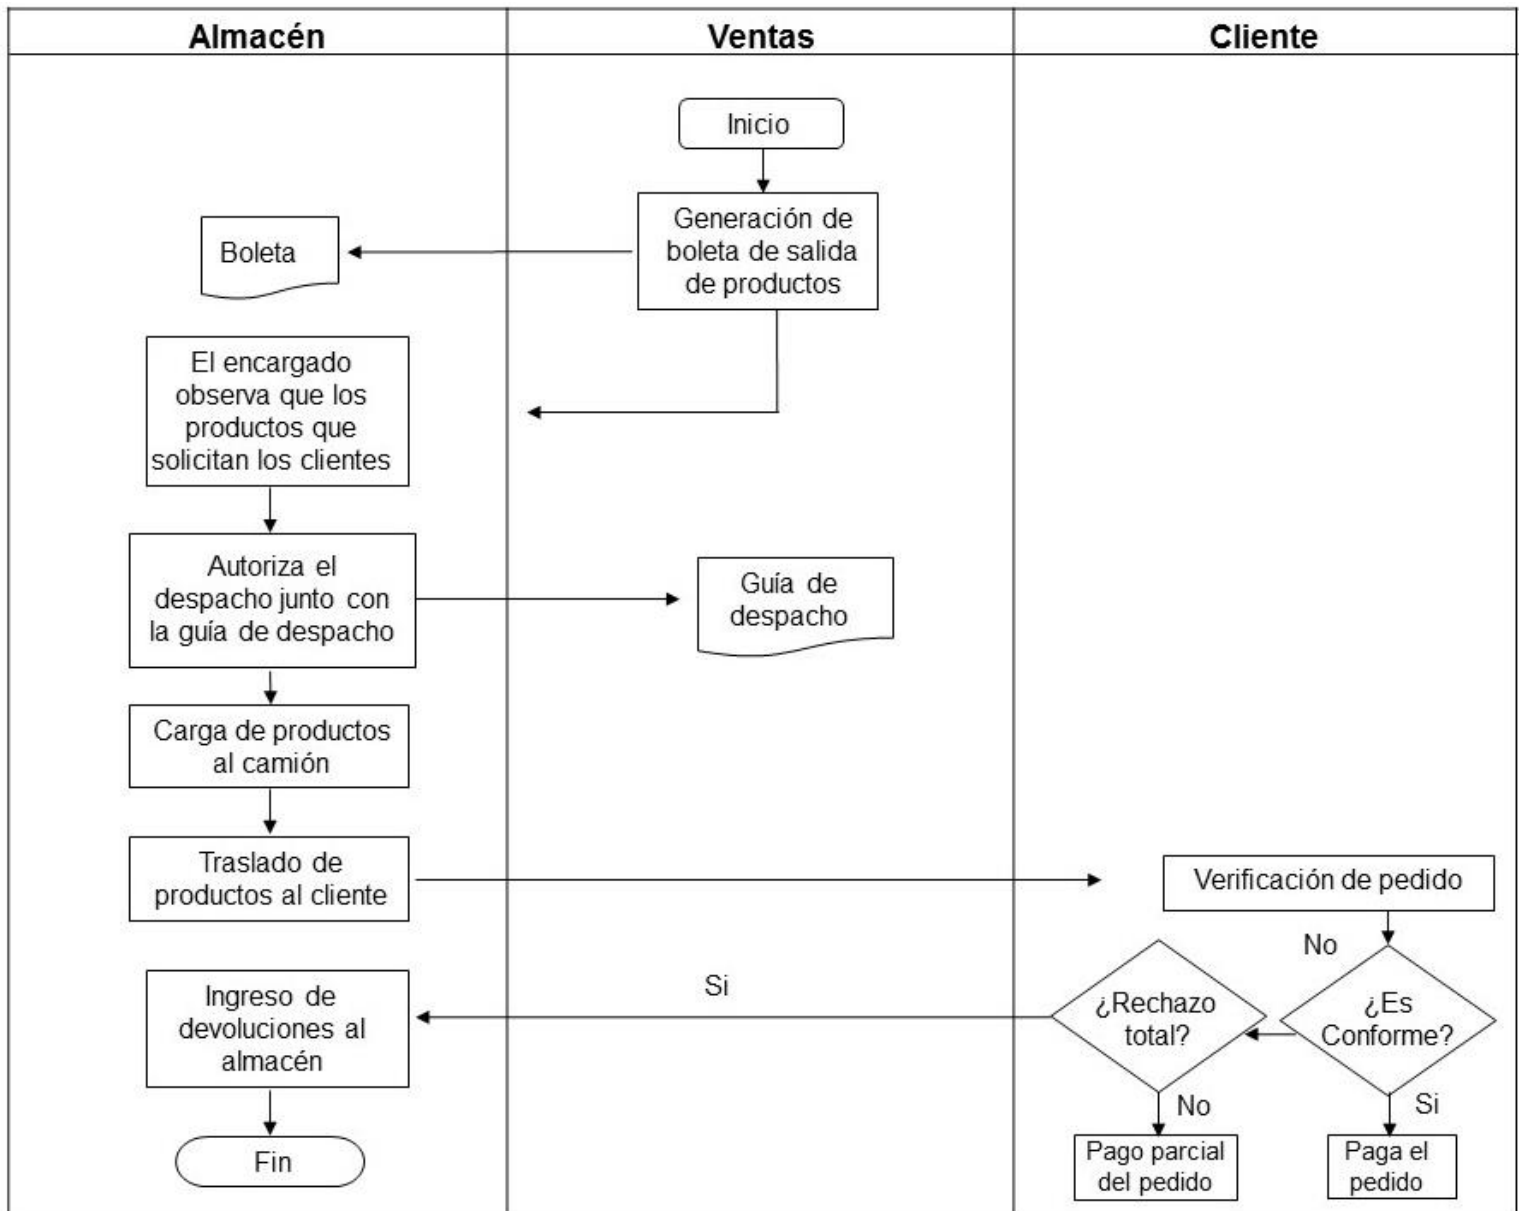 Almacén
Ventas
Cliente
Inicio
Generación de
boleta de salida
de productos
Boleta
El encargado
observa que los
productos que
solicitan los clientes
Autoriza el
despacho junto con
la guía de despacho
Guía de
despacho
Carga de productos
al camión
Traslado de
productos al cliente
Verificación de pedido
No
¿Es
Conforme?
¿Rechazo
total?
Si
Ingreso de
devoluciones al
almacén
No
Si
Pago parcial
del pedido
Paga el
pedido
Fin